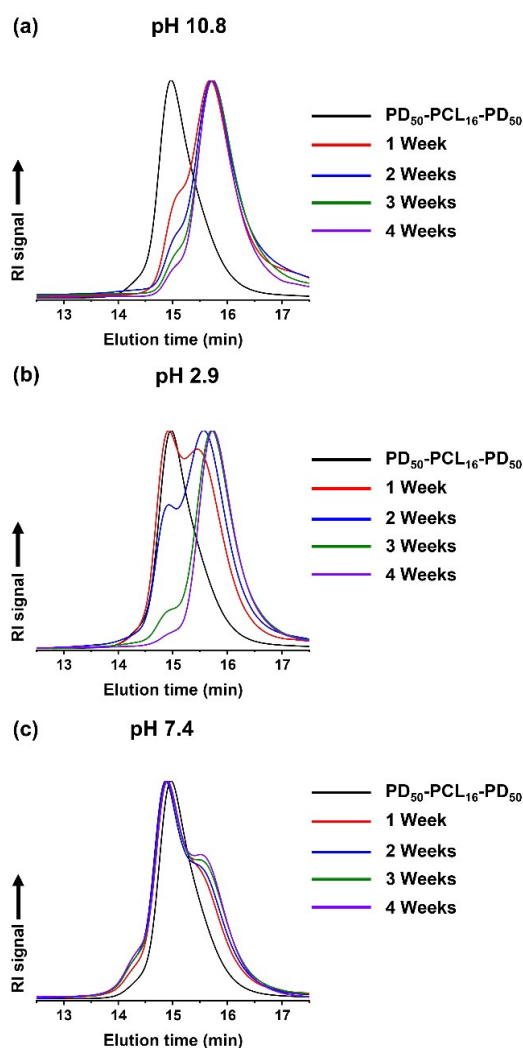 (a)
pH 10.8
RI signal
PD₅₀-PCL₁₆-PD₅₀
1 Week
2 Weeks
3 Weeks
4 Weeks
13 14 15 16 17
Elution time (min)
(b)
pH 2.9
RI signal
PD₅₀-PCL₁₆-PD₅₀
1 Week
2 Weeks
3 Weeks
4 Weeks
13 14 15 16 17
Elution time (min)
(c)
pH 7.4
RI signal
PD₅₀-PCL₁₆-PD₅₀
1 Week
2 Weeks
3 Weeks
4 Weeks
13 14 15 16 17
Elution time (min)